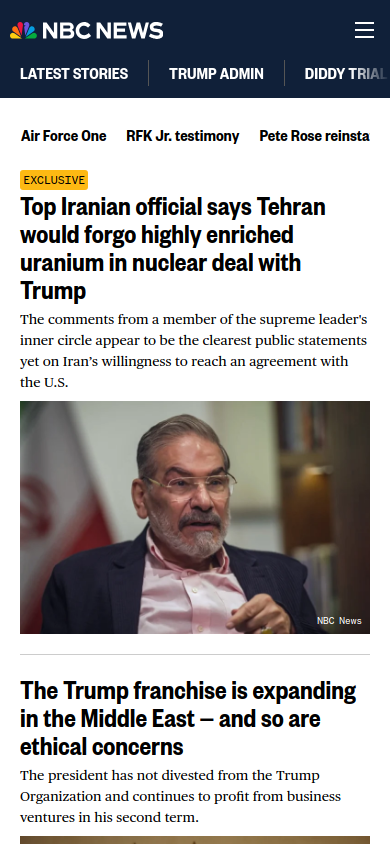 NBC NEWS
LATEST STORIES
TRUMP ADMIN
DIDDY TRIAL
Air Force One
RFK Jr. testimony
Pete Rose reinsta
EXCLUSIVE
Top Iranian official says Tehran
would forgo highly enriched
uranium in nuclear deal with
Trump
The comments from a member of the supreme leader's
inner circle appear to be the clearest public statements
yet on Iran’s willingness to reach an agreement with
the U.S.
NBC News
The Trump franchise is expanding
in the Middle East — and so are
ethical concerns
The president has not divested from the Trump
Organization and continues to profit from business
ventures in his second term.